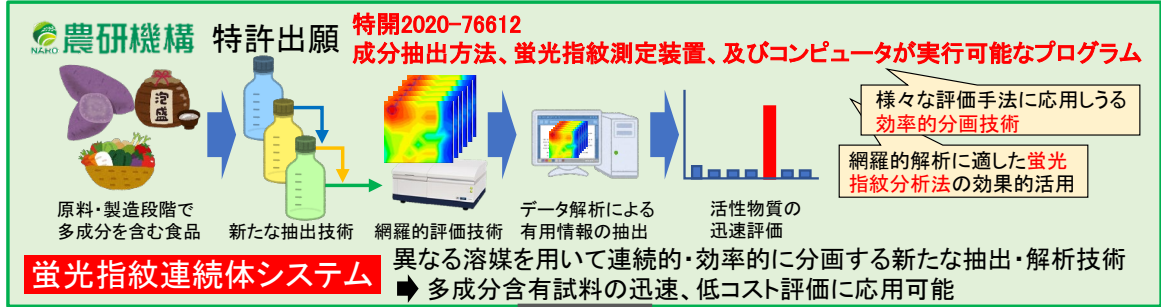 NARO 農研機構 特許出願
特開2020-76612
成分抽出方法、蛍光指紋測定装置、及びコンピュータが実行可能なプログラム
泡盛
様々な評価手法に応用しうる
効率的分画技術
網羅的解析に適した蛍光
指紋分析法の効果的活用
原料・製造段階で
多成分を含む食品
新たな抽出技術
網羅的評価技術
データ解析による
有用情報の抽出
活性物質の
迅速評価
蛍光指紋連続体システム
異なる溶媒を用いて連続的・効率的に分画する新たな抽出・解析技術
➡ 多成分含有試料の迅速、低コスト評価に応用可能